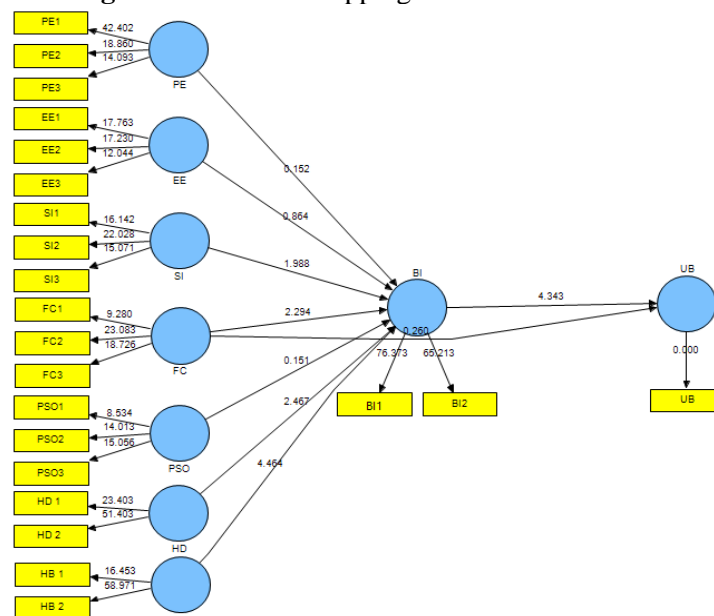 PE1
42.402
PE2
18.860
14.093
PE3
PE
EE1
17.763
EE2
17.230
12.044
EE3
EE
0.152
0.864
SI1
16.142
SI2
22.028
15.071
SI3
SI
1.988
BI
UB
4.343
FC1
9.280
FC2
23.083
18.726
FC3
FC
2.294
0.260
0.151
76.373
65.213
0.000
BI1
BI2
UB
PSO1
8.534
PSO2
14.013
15.056
PSO3
PSO
2.467
4.464
HD 1
23.403
HD 2
51.403
HD
HB 1
16.453
HB 2
58.971